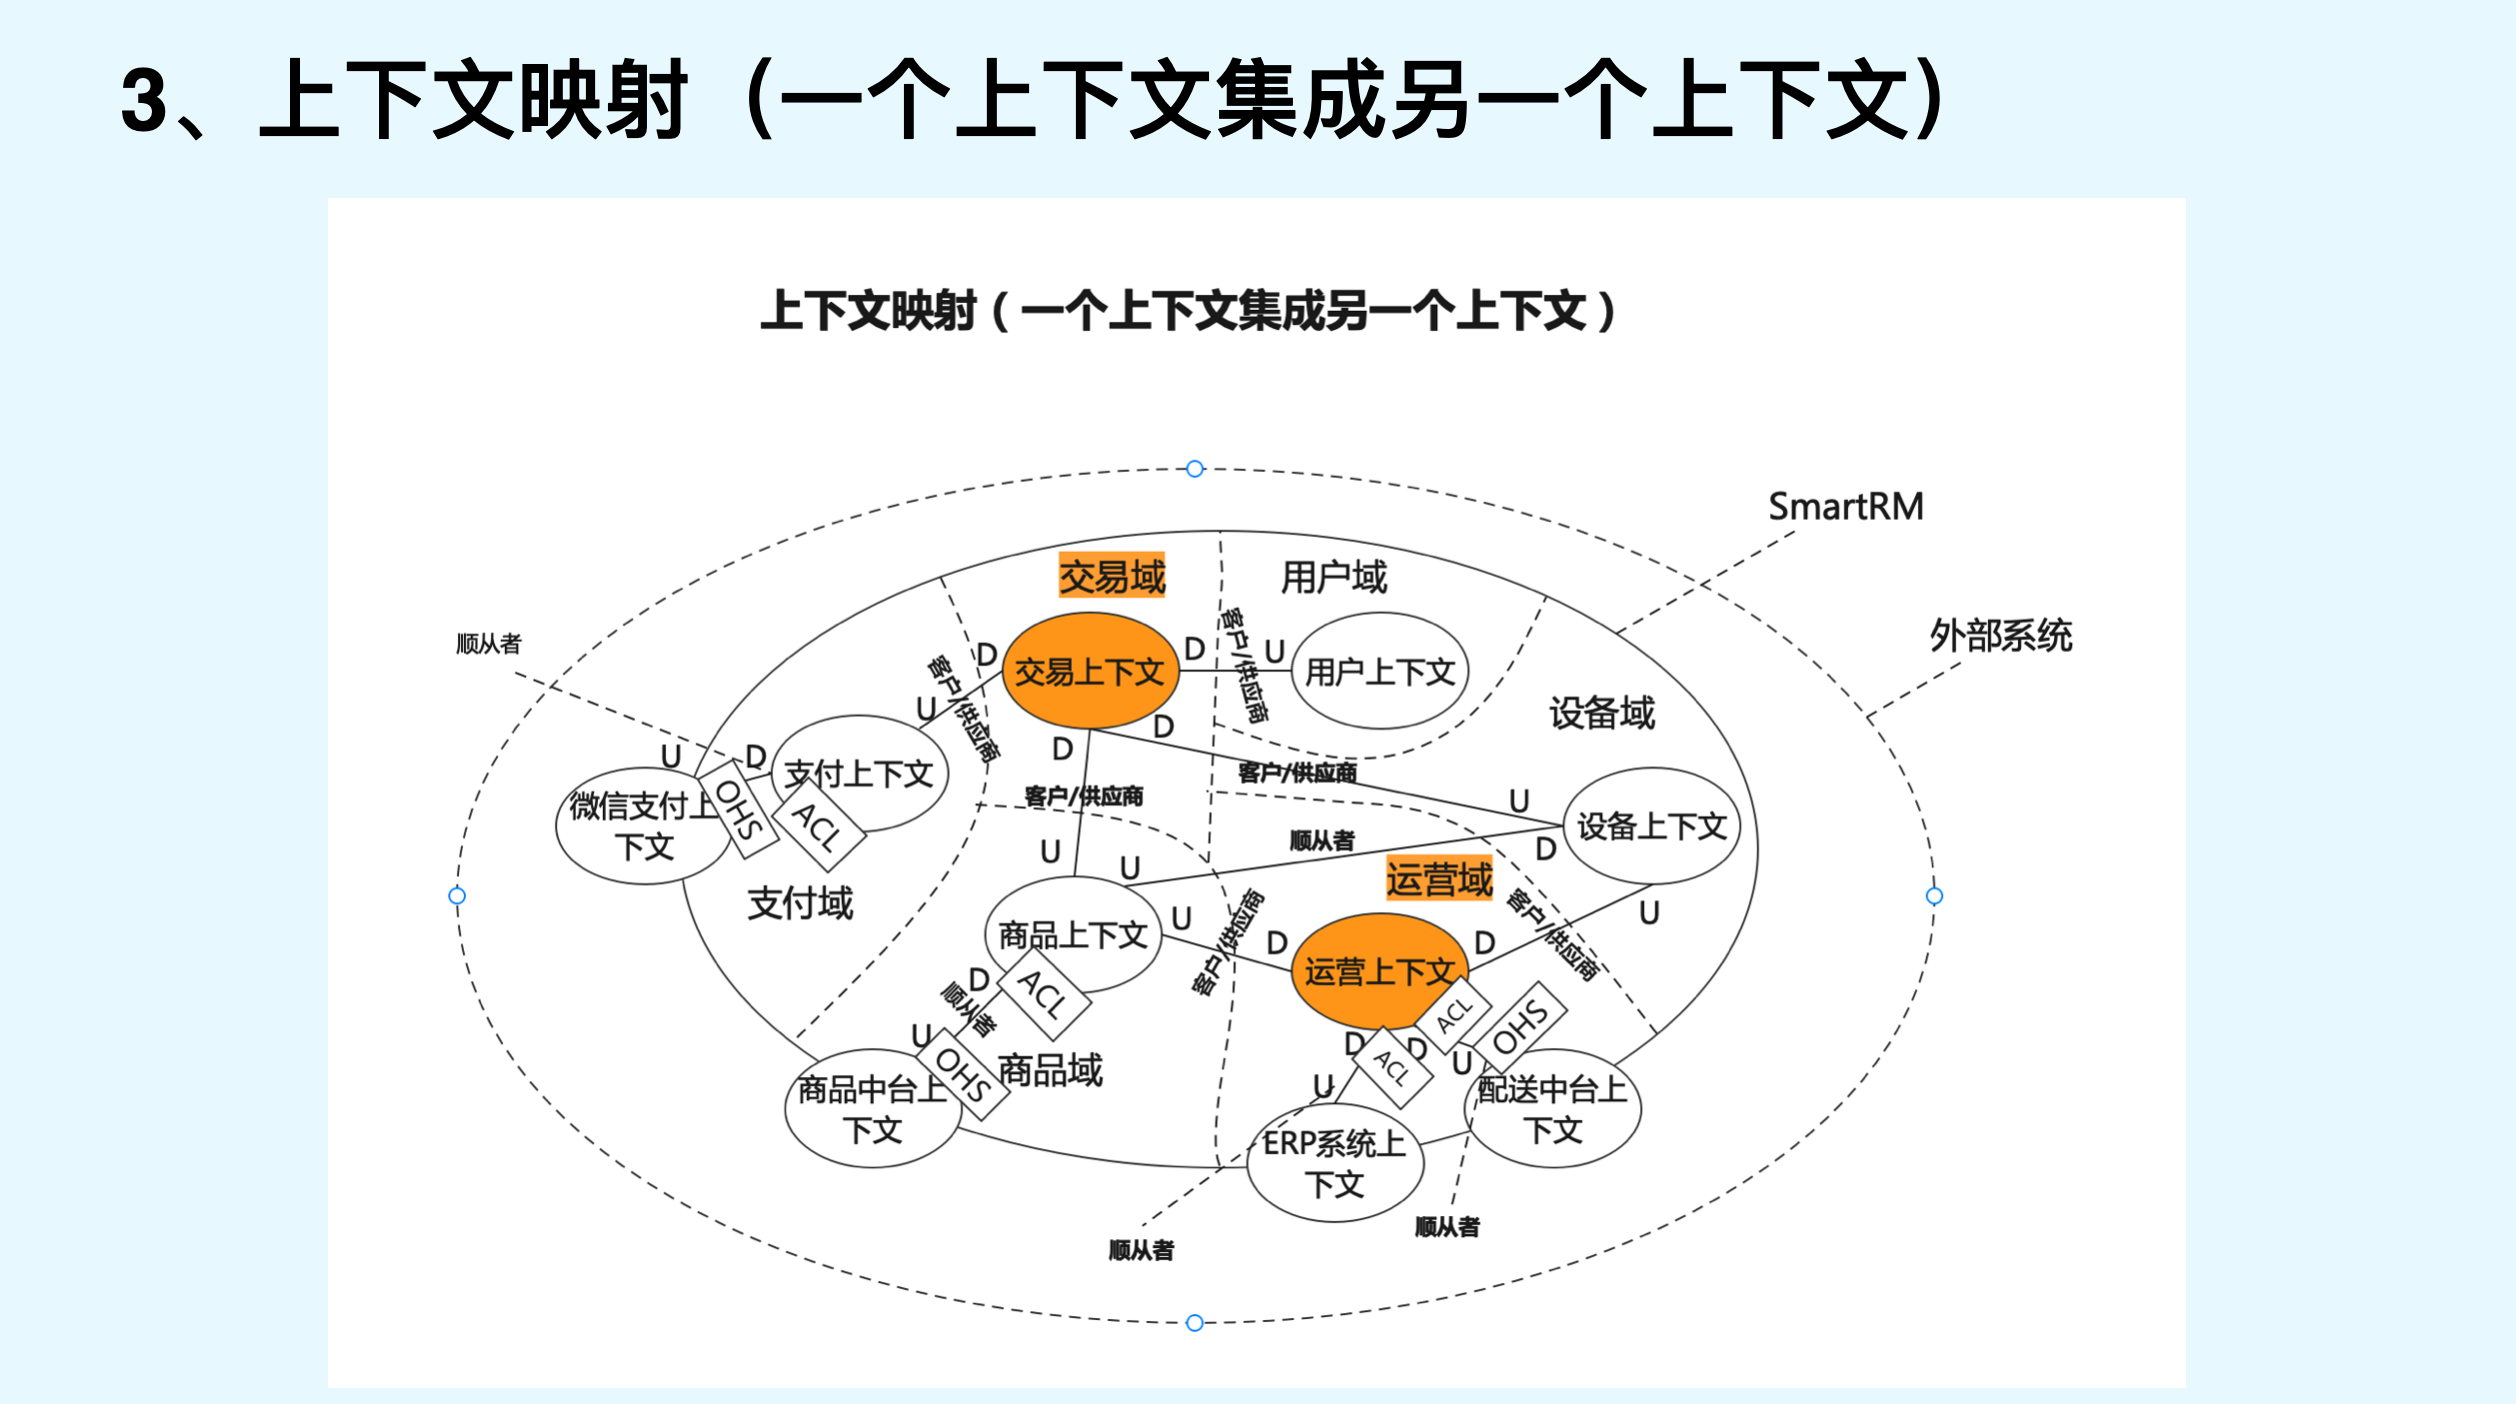 3、上下文映射（一个上下文集成另一个上下文）
上下文映射（一个上下文集成另一个上下文）
SmartRM
外部系统
顺从者
交易域
用户域
设备域
交易上下文
用户上下文
D
D
U
客户/供应商
客户/供应商
U
D
D
U
D
支付上下文
微信支付上
下文
OHS
ACL
客户/供应商
客户/供应商
U
设备上下文
顺从者
D
U
U
运营域
支付域
商品上下文
U
客户/供应商
D
运营上下文
D
客户/供应商
U
D
ACL
顺从者
U
OHS
商品域
商品中台上
下文
ACL
OHS
D
ACL
D
U
U
配送中台上
下文
ERP系统上
下文
顺从者
顺从者